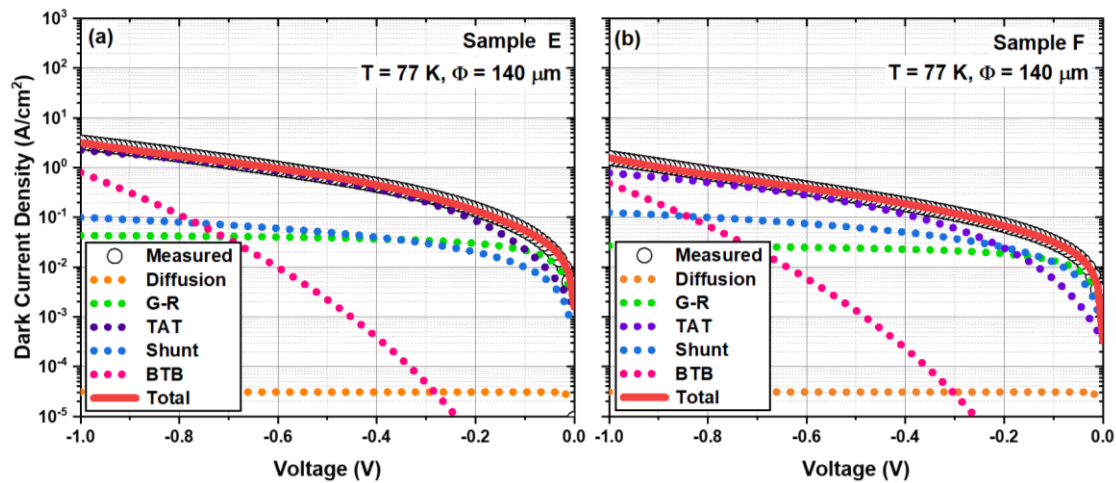 (a)
Sample E
T = 77 K, Φ = 140 μm
Dark Current Density (A/cm²)
10³
10²
10¹
10⁰
10⁻¹
10⁻²
10⁻³
10⁻⁴
10⁻⁵
Measured
Diffusion
G-R
TAT
Shunt
BTB
Total
-1.0 -0.8 -0.6 -0.4 -0.2 0.0
Voltage (V)
(b)
Sample F
T = 77 K, Φ = 140 μm
Measured
Diffusion
G-R
TAT
Shunt
BTB
Total
-1.0 -0.8 -0.6 -0.4 -0.2 0.0
Voltage (V)